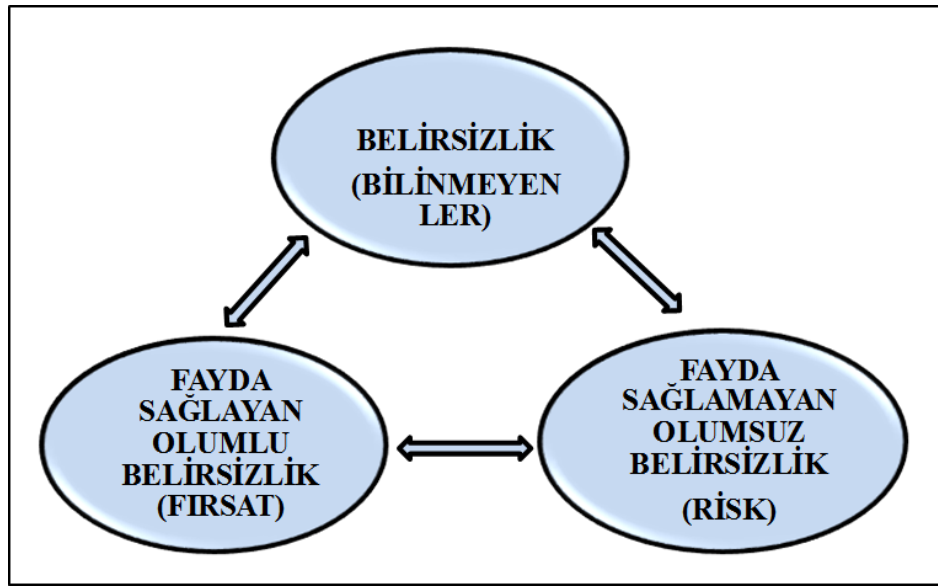 BELİRSİZLİK
(BİLİNMEYEN
LER)
FAYDA
SAĞLAYAN
OLUMLU
BELİRSİZLİK
(FIRSAT)
FAYDA
SAĞLAMAYAN
OLUMSUZ
BELİRSİZLİK
(RİSK)